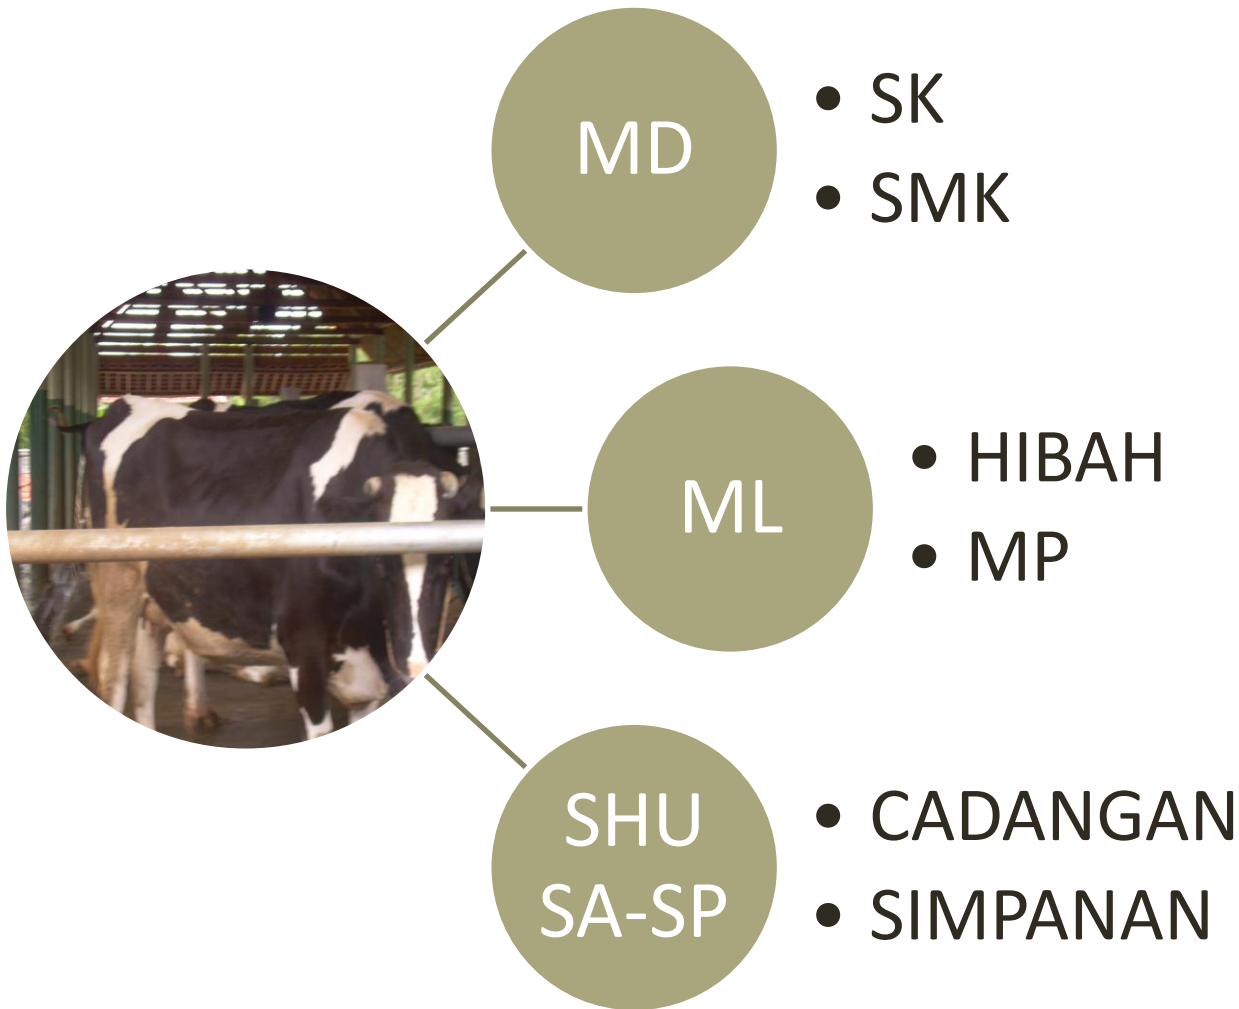 MD
• SK
• SMK
ML
• HIBAH
• MP
SHU
SA-SP
• CADANGAN
• SIMPANAN